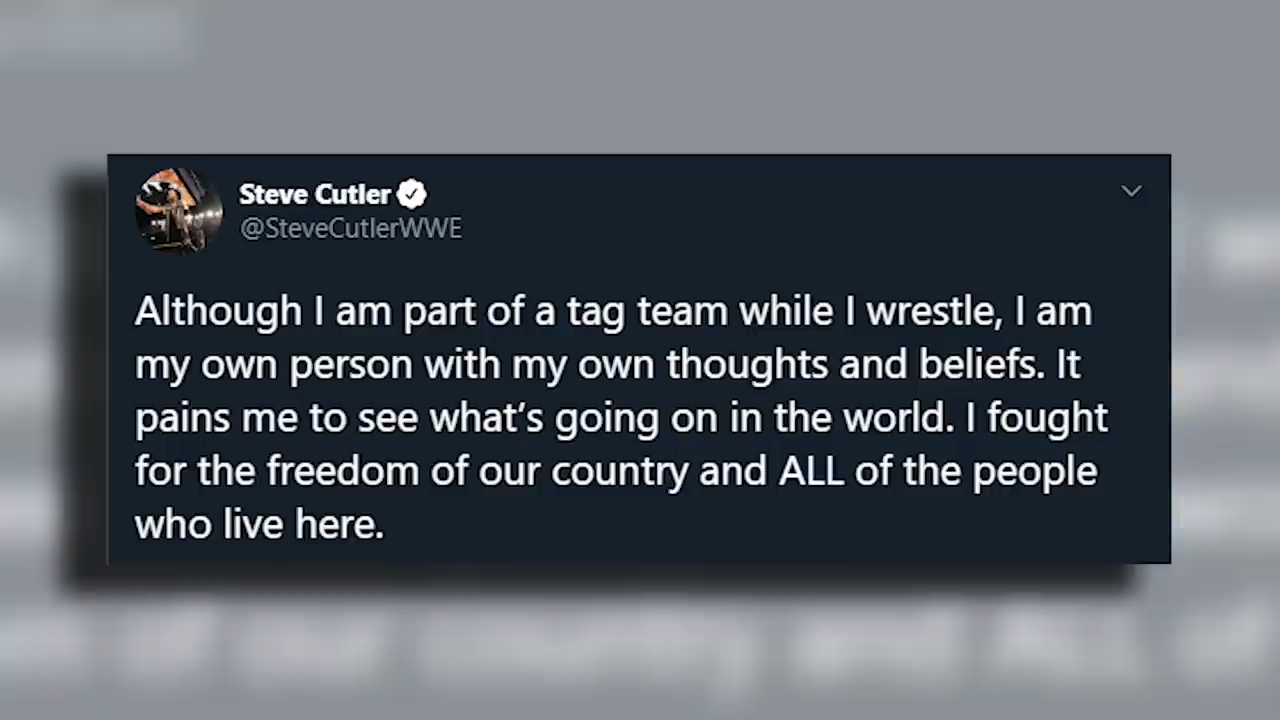 Steve Cutler
@SteveCutlerWWE
Although I am part of a tag team while I wrestle, I am
my own person with my own thoughts and beliefs. It
pains me to see what's going on in the world. I fought
for the freedom of our country and ALL of the people
who live here.